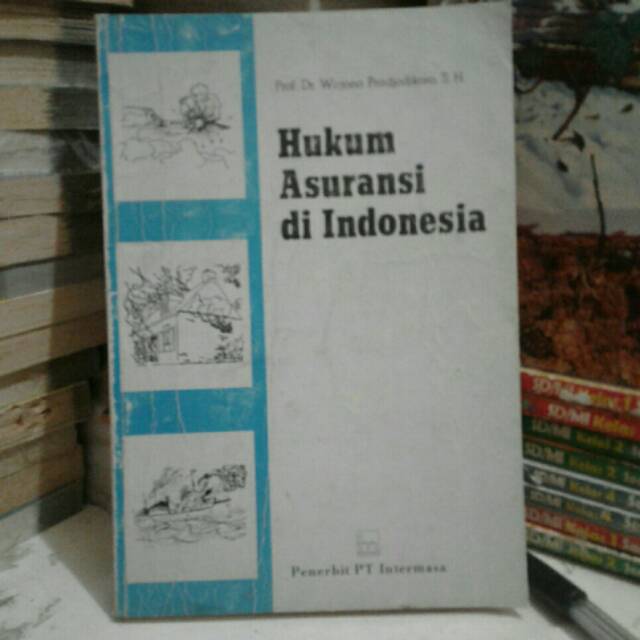 Prof. Dr. Wirjono Prodjodikoro, S. H.
Hukum
Asuransi
di Indonesia
Penerbit PT Intermasa